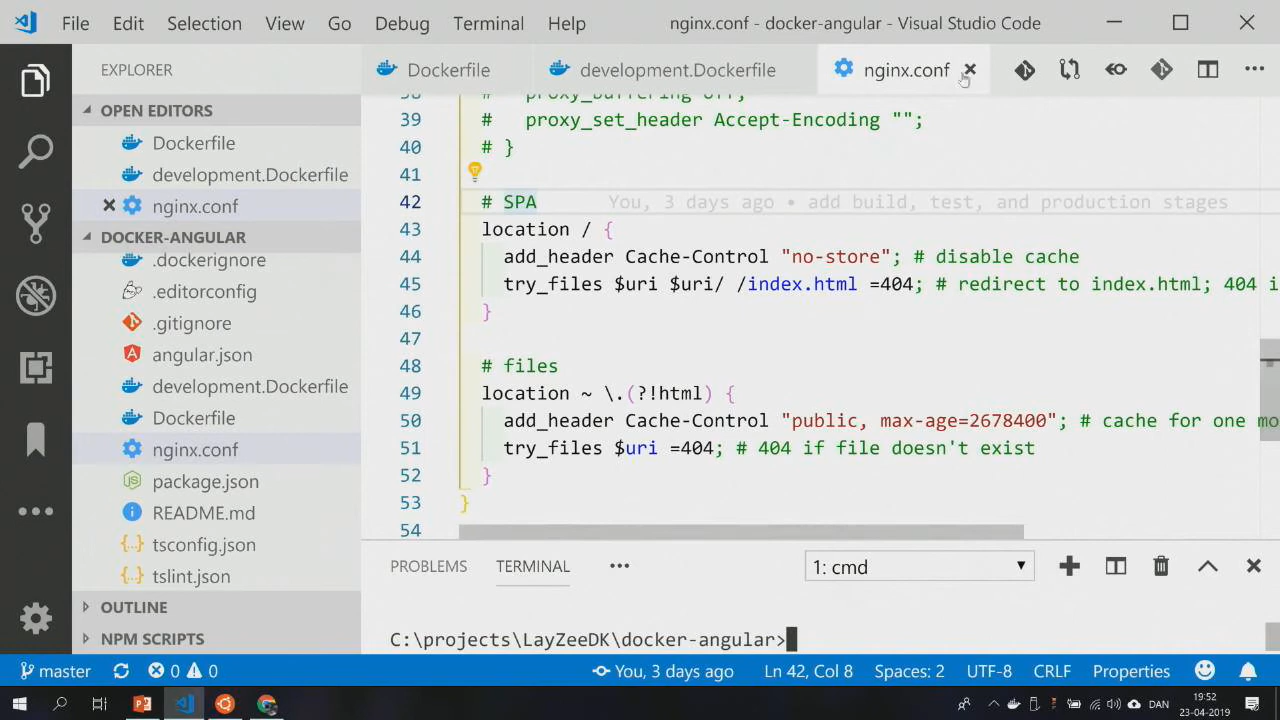 File Edit Selection View Go Debug Terminal Help nginx.conf - docker-angular - Visual Studio Code
EXPLORER
Dockerfile development.Dockerfile nginx.conf
OPEN EDITORS
Dockerfile
development.Dockerfile
nginx.conf
DOCKER-ANGULAR
.dockerignore
.editorconfig
.gitignore
angular.json
development.Dockerfile
Dockerfile
nginx.conf
package.json
README.md
tsconfig.json
tslint.json
OUTLINE
NPM SCRIPTS
38 # proxy_buffering off;
39 # proxy_set_header Accept-Encoding "";
40 # }
41
42 # SPA You, 3 days ago • add build, test, and production stages
43 location / {
44 add_header Cache-Control "no-store"; # disable cache
45 try_files $uri $uri/ /index.html =404; # redirect to index.html; 404 i
46 }
47
48 # files
49 location ~ \.(?!html) {
50 add_header Cache-Control "public, max-age=2678400"; # cache for one mo
51 try_files $uri =404; # 404 if file doesn't exist
52 }
53 }
54
PROBLEMS TERMINAL ••• 1: cmd
C:\projects\LayZeeDK\docker-angular>
master 0 0 You, 3 days ago Ln 42, Col 8 Spaces: 2 UTF-8 CRLF Properties
DAN 19:52
23-04-2019